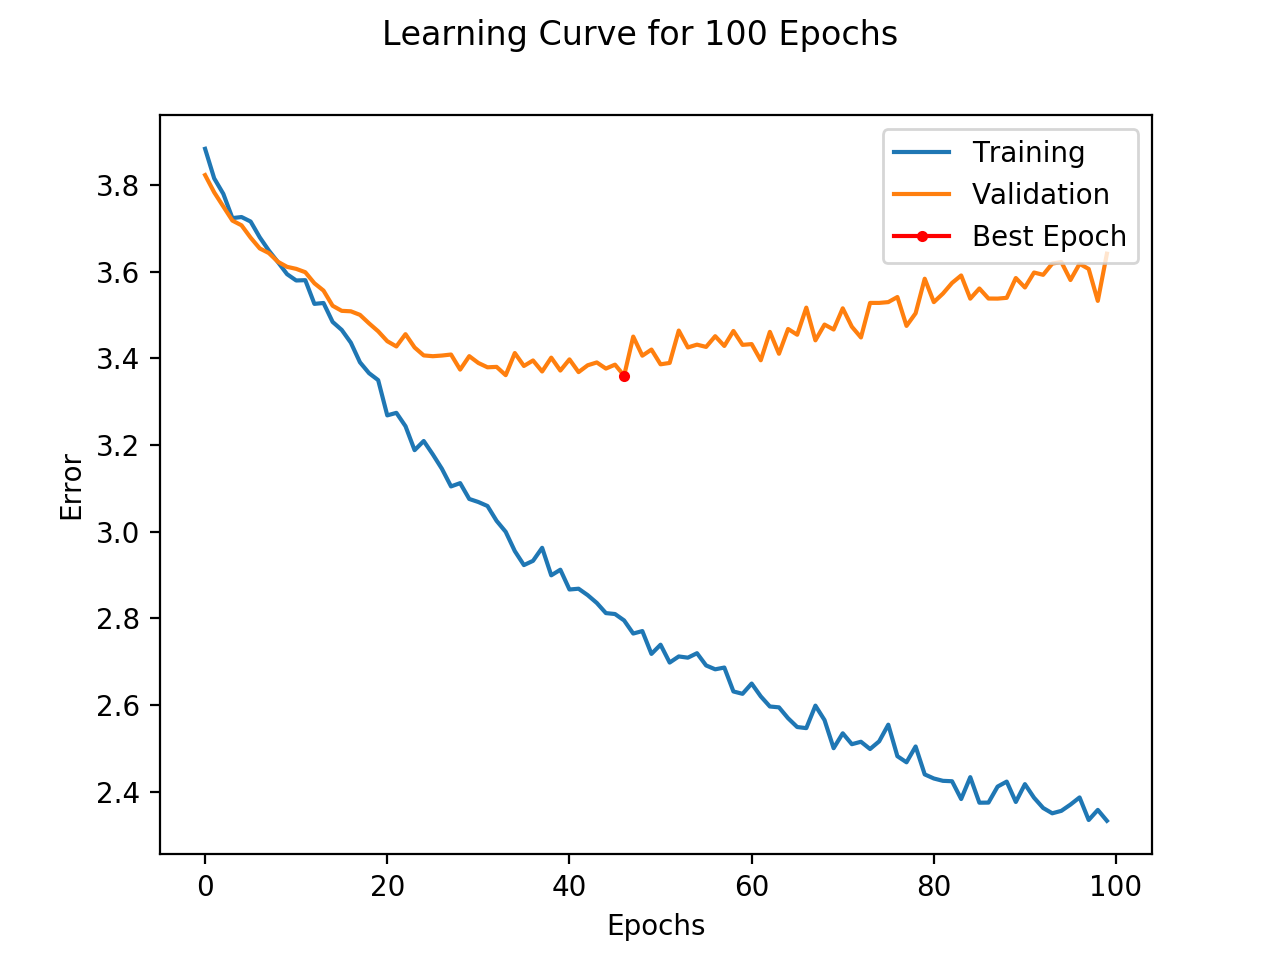 Learning Curve for 100 Epochs
Training
Validation
Best Epoch
3.8
3.6
3.4
3.2
3.0
2.8
2.6
2.4
Error
0 20 40 60 80 100
Epochs